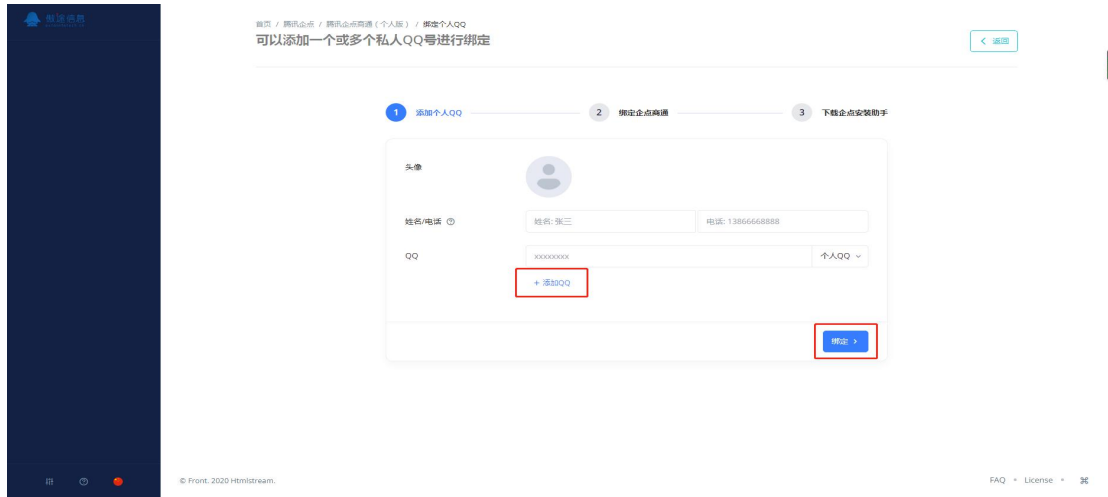 首页 / 腾讯企点 / 腾讯企点商通(个人版) / 绑定个人QQ
可以添加一个或多个私人QQ号进行绑定
返回
1 添加个人QQ
2 绑定企点商通
3 下载企点安装助手
头像
姓名/电话
姓名: 张三
电话: 13866668888
QQ
xxxxxxxx
个人QQ
+ 添加QQ
绑定 >
© Front. 2020 Htmlstream.
FAQ
License